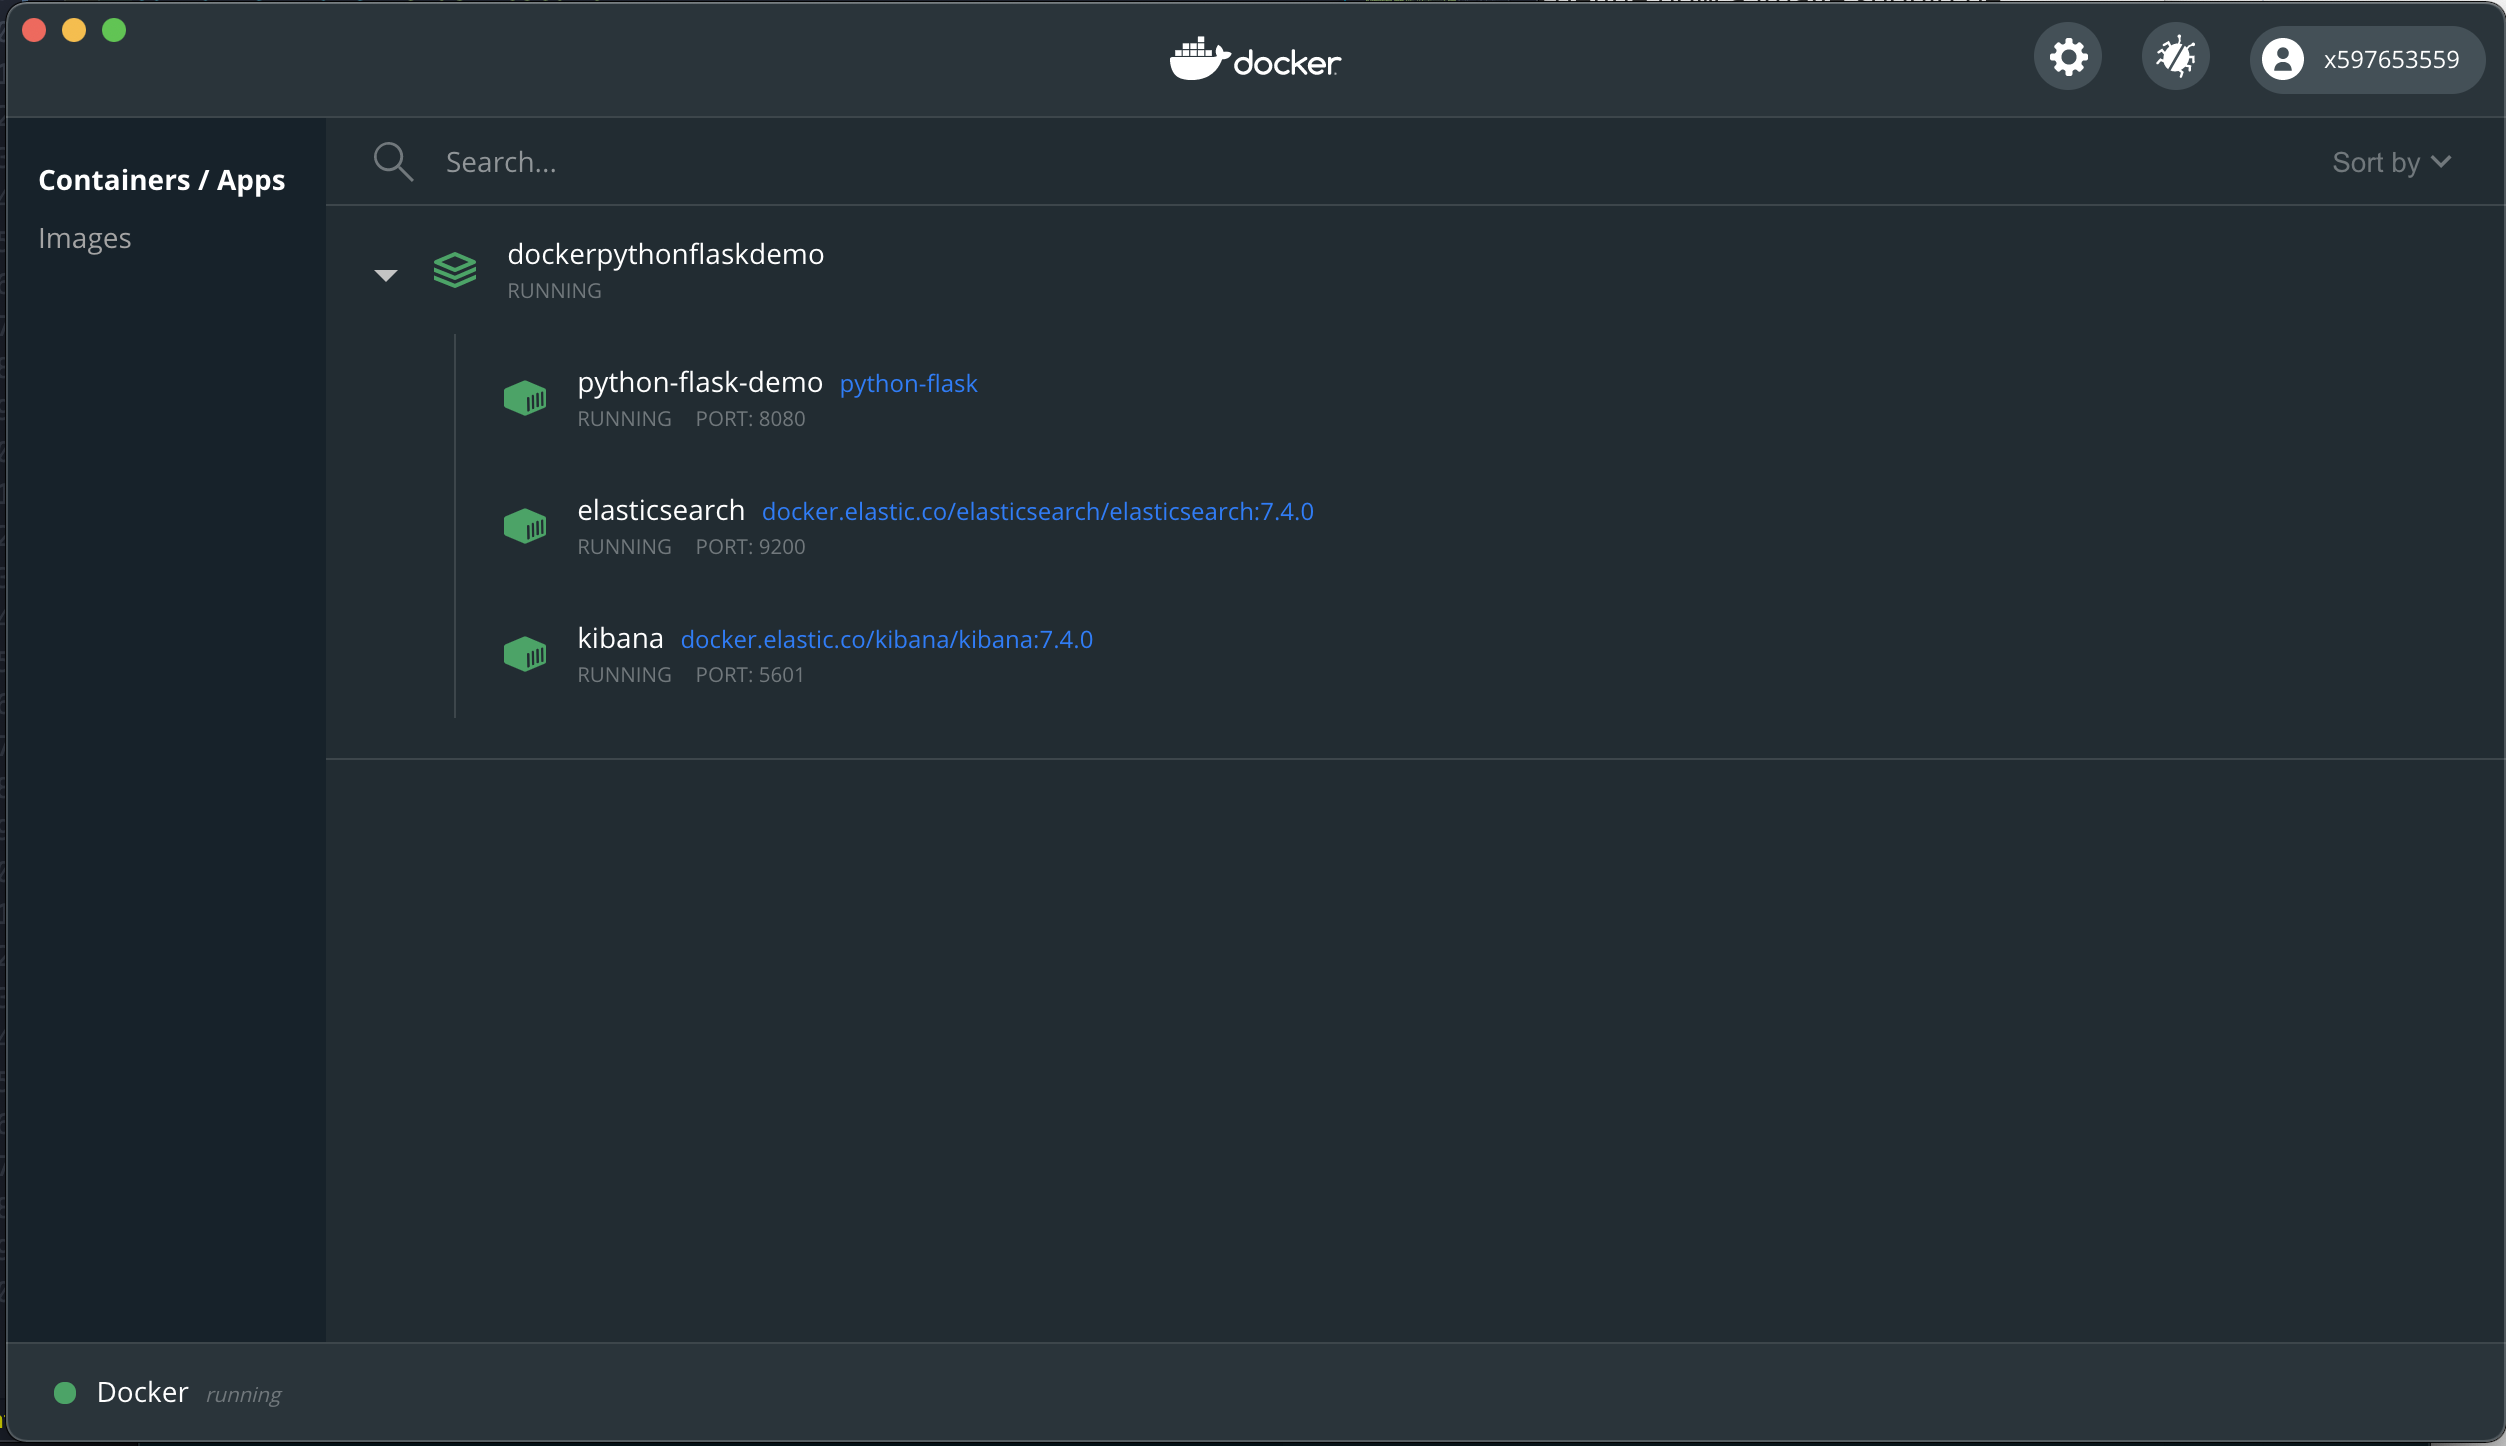 docker
x597653559
Containers / Apps
Images
Search...
Sort by
dockerpythonflaskdemo
RUNNING
python-flask-demo python-flask
RUNNING PORT: 8080
elasticsearch docker.elastic.co/elasticsearch/elasticsearch:7.4.0
RUNNING PORT: 9200
kibana docker.elastic.co/kibana/kibana:7.4.0
RUNNING PORT: 5601
Docker running